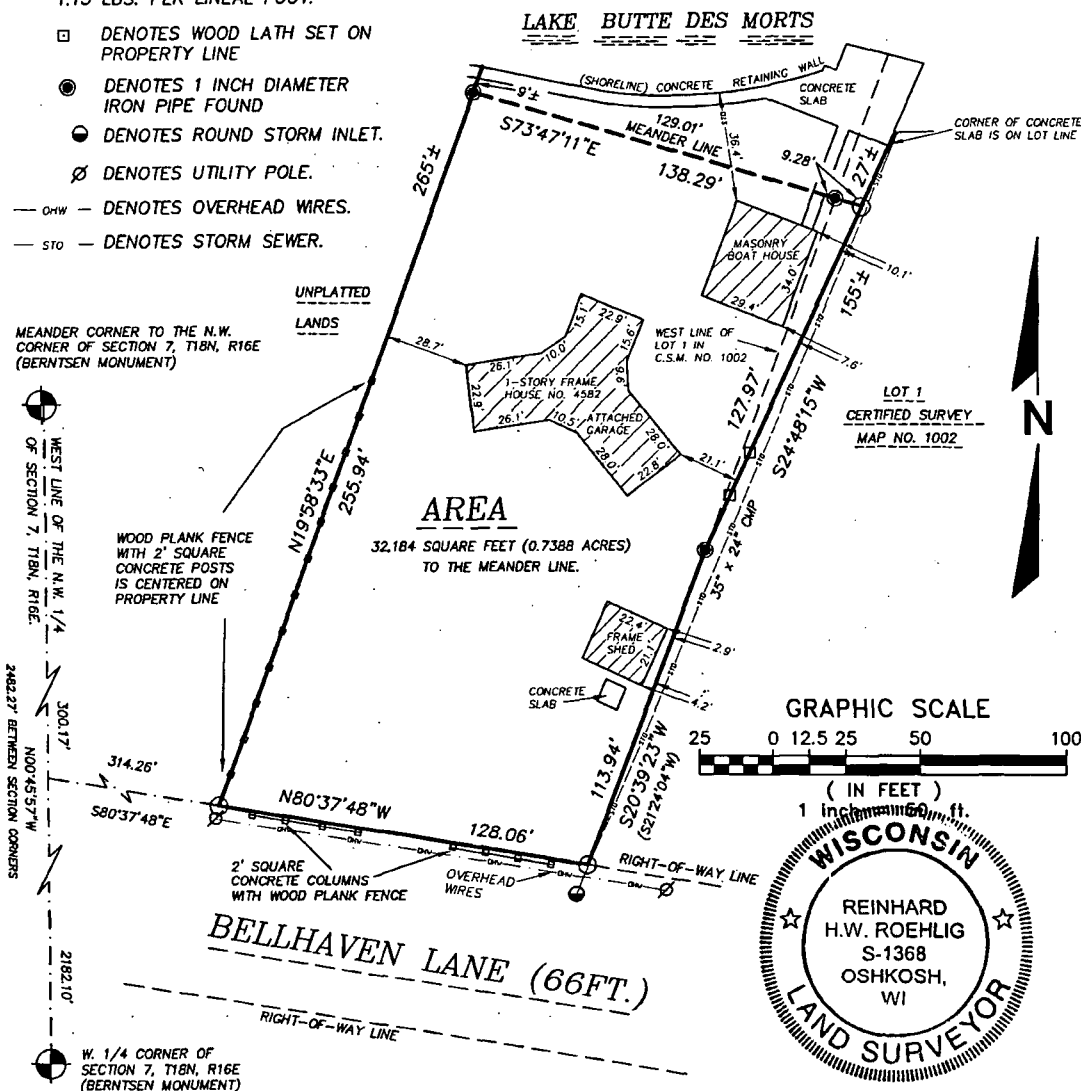 1.13 LBS. PER LINEAL FOOT.
DENOTES WOOD LATH SET ON
PROPERTY LINE
DENOTES 1 INCH DIAMETER
IRON PIPE FOUND
DENOTES ROUND STORM INLET.
DENOTES UTILITY POLE.
OHW — DENOTES OVERHEAD WIRES.
STO — DENOTES STORM SEWER.
LAKE BUTTE DES MORTS
(SHORELINE) CONCRETE RETAINING WALL
CONCRETE
SLAB
CORNER OF CONCRETE
SLAB IS ON LOT LINE
9'±
129.01'
MEANDER LINE
S73°47'11"E
138.29'
36.4'
STO
9.28'
27'±
265'±
MASONRY
BOAT HOUSE
34.0'
29.4'
10.1'
155'±
7.6'
UNPLATTED
LANDS
MEANDER CORNER TO THE N.W.
CORNER OF SECTION 7, T18N, R16E
(BERNTSEN MONUMENT)
28.7'
15.1'
22.9'
15.6'
10.0'
9.6'
26.1'
22.9'
1-STORY FRAME
HOUSE NO. 4582
ATTACHED
GARAGE
26.1'
10.5'
28.0'
28.0'
22.8'
21.1'
WEST LINE OF
LOT 1 IN
C.S.M. NO. 1002
127.97'
S24°48'15"W
LOT 1
CERTIFIED SURVEY
MAP NO. 1002
N
WEST LINE OF THE N.W. 1/4
OF SECTION 7, T18N, R16E.
N19°58'33"E
255.94'
WOOD PLANK FENCE
WITH 2' SQUARE
CONCRETE POSTS
IS CENTERED ON
PROPERTY LINE
AREA
32,184 SQUARE FEET (0.7388 ACRES)
TO THE MEANDER LINE.
35" x 24" CMP
22.4'
FRAME
SHED
21.1'
2.9'
4.2'
CONCRETE
SLAB
113.94'
S20°39'23"W
(S21°24'04"W)
GRAPHIC SCALE
25 0 12.5 25 50 100
( IN FEET )
1 inch = 50 ft.
300.17'
N00°45'57"W
2482.27' BETWEEN SECTION CORNERS
314.26'
S80°37'48"E
N80°37'48"W
128.06'
2' SQUARE
CONCRETE COLUMNS
WITH WOOD PLANK FENCE
OVERHEAD
WIRES
RIGHT-OF-WAY LINE
BELLHAVEN LANE (66FT.)
RIGHT-OF-WAY LINE
2182.10'
W. 1/4 CORNER OF
SECTION 7, T18N, R16E
(BERNTSEN MONUMENT)
WISCONSIN
REINHARD
H.W. ROEHLIG
S-1368
OSHKOSH,
WI
LAND SURVEYOR